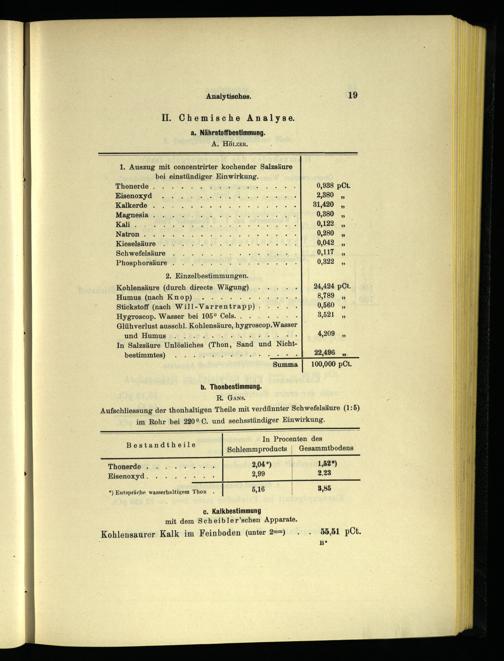 Analytisches. 19
II. Chemische Analyse.
a. Nährstoffbestimmung.
A. HÖLZER.
1. Auszug mit concentrirter kochender Salzsäure
bei einstündiger Einwirkung.
Thonerde . . . . . . . . . . . . . . 0,938 pCt.
Eisenoxyd . . . . . . . . . . . . . . 2,380 „
Kalkerde . . . . . . . . . . . . . . 31,420 „
Magnesia . . . . . . . . . . . . . . 0,380 „
Kali . . . . . . . . . . . . . . . . 0,122 „
Natron . . . . . . . . . . . . . . . 0,280 „
Kieselsäure . . . . . . . . . . . . . 0,042 „
Schwefelsäure . . . . . . . . . . . . 0,117 „
Phosphorsäure . . . . . . . . . . . . 0,322 „
2. Einzelbestimmungen.
Kohlensäure (durch directe Wägung) . . . . . 24,424 pCt.
Humus (nach Knop) . . . . . . . . . . 8,789 „
Stickstoff (nach Will-Varrentrapp) . . . . . 0,560 „
Hygroscop. Wasser bei 105° Cels. . . . . . . 3,521 „
Glühverlust ausschl. Kohlensäure, hygroscop. Wasser
und Humus . . . . . . . . . . . . . 4,209 „
In Salzsäure Unlösliches (Thon, Sand und Nicht-
bestimmtes) . . . . . . . . . . . . . 22,496 „
Summa 100,000 pCt.
b. Thonbestimmung.
R. GANS.
Aufschliessung der thonhaltigen Theile mit verdünnter Schwefelsäure (1:5)
im Rohr bei 220° C. und sechsstündiger Einwirkung.
Bestandtheile In Procenten des
Schlemmproducts Gesammtbodens
Thonerde . . . . . . . . 2,04*) 1,52*)
Eisenoxyd . . . . . . . . 2,99 2,23
*) Entspräche wasserhaltigem Thon . 5,16 3,85
c. Kalkbestimmung
mit dem Scheibler'schen Apparate.
Kohlensaurer Kalk im Feinboden (unter 2mm) . . 55,51 pCt.
B*